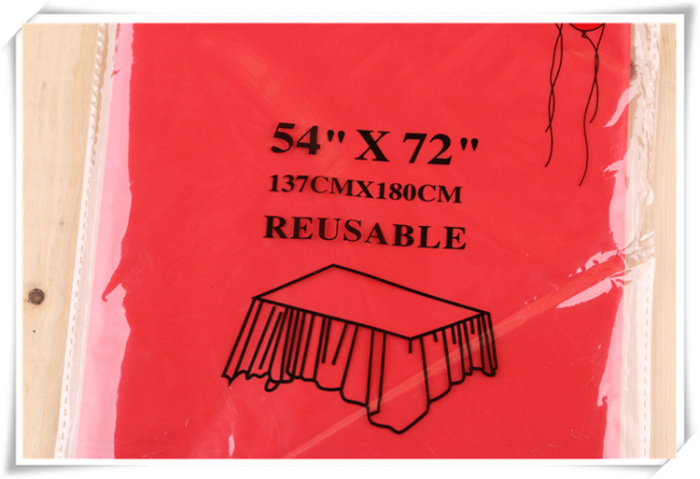 54" X 72"
137CMX180CM
REUSABLE